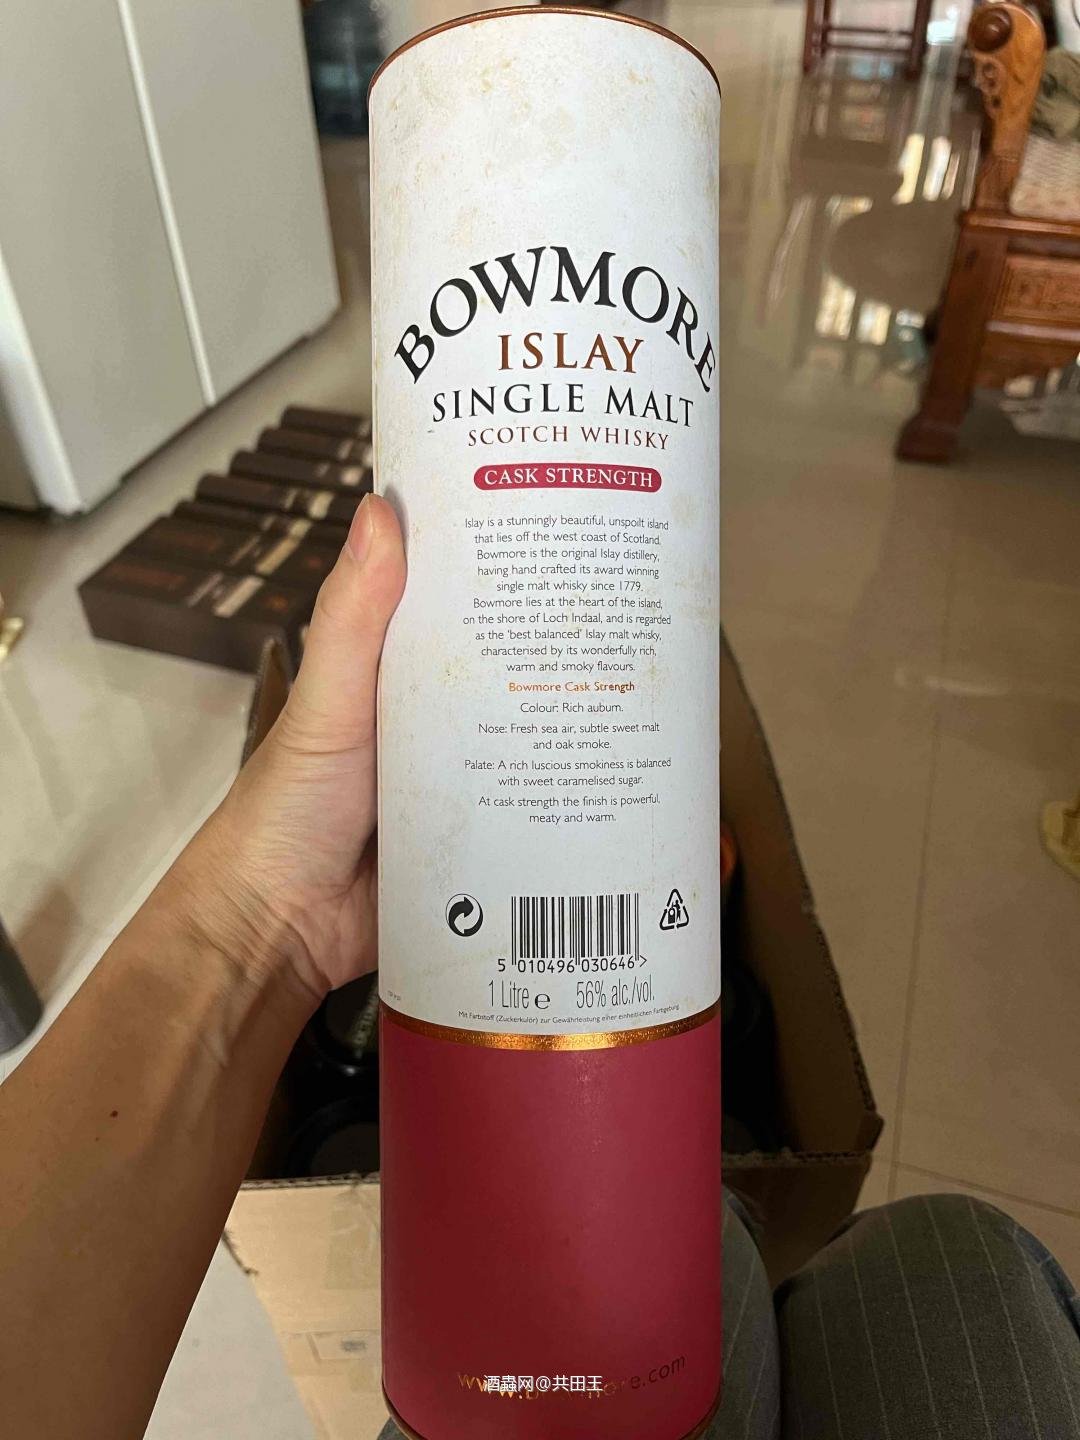 BOWMORE
ISLAY
SINGLE MALT
SCOTCH WHISKY
CASK STRENGTH
Islay is a stunningly beautiful, unspoilt island
that lies off the west coast of Scotland.
Bowmore is the original Islay distillery,
having hand crafted its award winning
single malt whisky since 1779.
Bowmore lies at the heart of the island,
on the shore of Loch Indaal, and is regarded
as the ‘best balanced’ Islay malt whisky,
characterised by its wonderfully rich,
warm and smoky flavours.
Bowmore Cask Strength
Colour: Rich auburn.
Nose: Fresh sea air, subtle sweet malt
and oak smoke.
Palate: A rich luscious smokiness is balanced
with sweet caramelised sugar.
At cask strength the finish is powerful,
meaty and warm.
5 010496 030646 >
1 Litre e 56% alc./vol.
Mit Farbstoff (Zuckerkulör) zur Gewährleistung einer einheitlichen Farbgebung
www.bowmore.com
酒蟲网@共田王